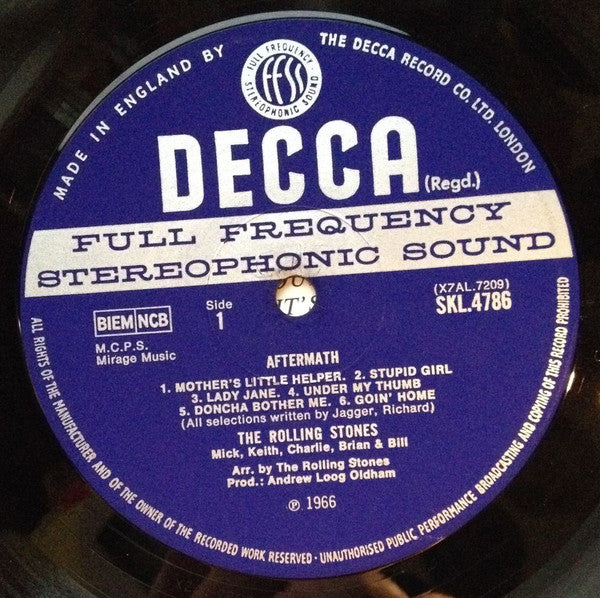 MADE IN ENGLAND BY
THE DECCA RECORD CO. LTD. LONDON
FULL FREQUENCY
FFSS
STEREOPHONIC SOUND
DECCA (Regd.)
FULL FREQUENCY
STEREOPHONIC SOUND
BIEM NCB
Side
1
IT'S
(X7AL.7209)
SKL.4786
M.C.P.S.
Mirage Music
AFTERMATH
1. MOTHER'S LITTLE HELPER. 2. STUPID GIRL
3. LADY JANE. 4. UNDER MY THUMB
5. DONCHA BOTHER ME. 6. GOIN' HOME
(All selections written by Jagger, Richard)
THE ROLLING STONES
Mick, Keith, Charlie, Brian & Bill
Arr. by The Rolling Stones
Prod.: Andrew Loog Oldham
℗ 1966
ALL RIGHTS OF THE MANUFACTURER AND OF THE OWNER OF THE RECORDED WORK RESERVED · UNAUTHORISED PUBLIC PERFORMANCE BROADCASTING AND COPYING OF THIS RECORD PROHIBITED